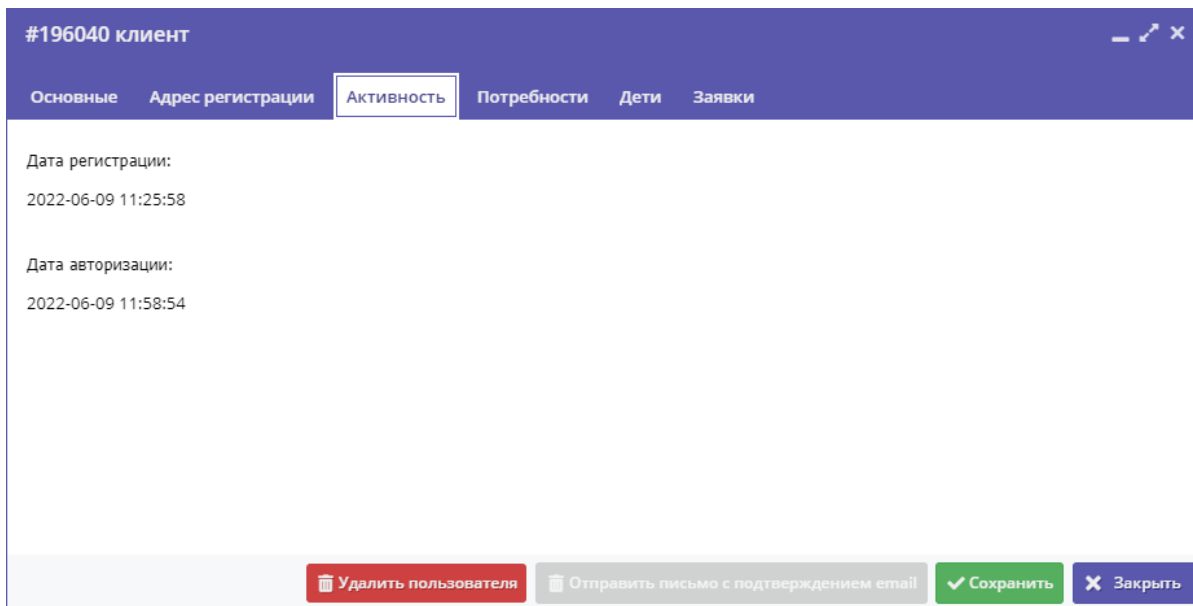 #196040 клиент
Основные Адрес регистрации Активность Потребности Дети Заявки
Дата регистрации:
2022-06-09 11:25:58
Дата авторизации:
2022-06-09 11:58:54
Удалить пользователя Отправить письмо с подтверждением email Сохранить Закрыть